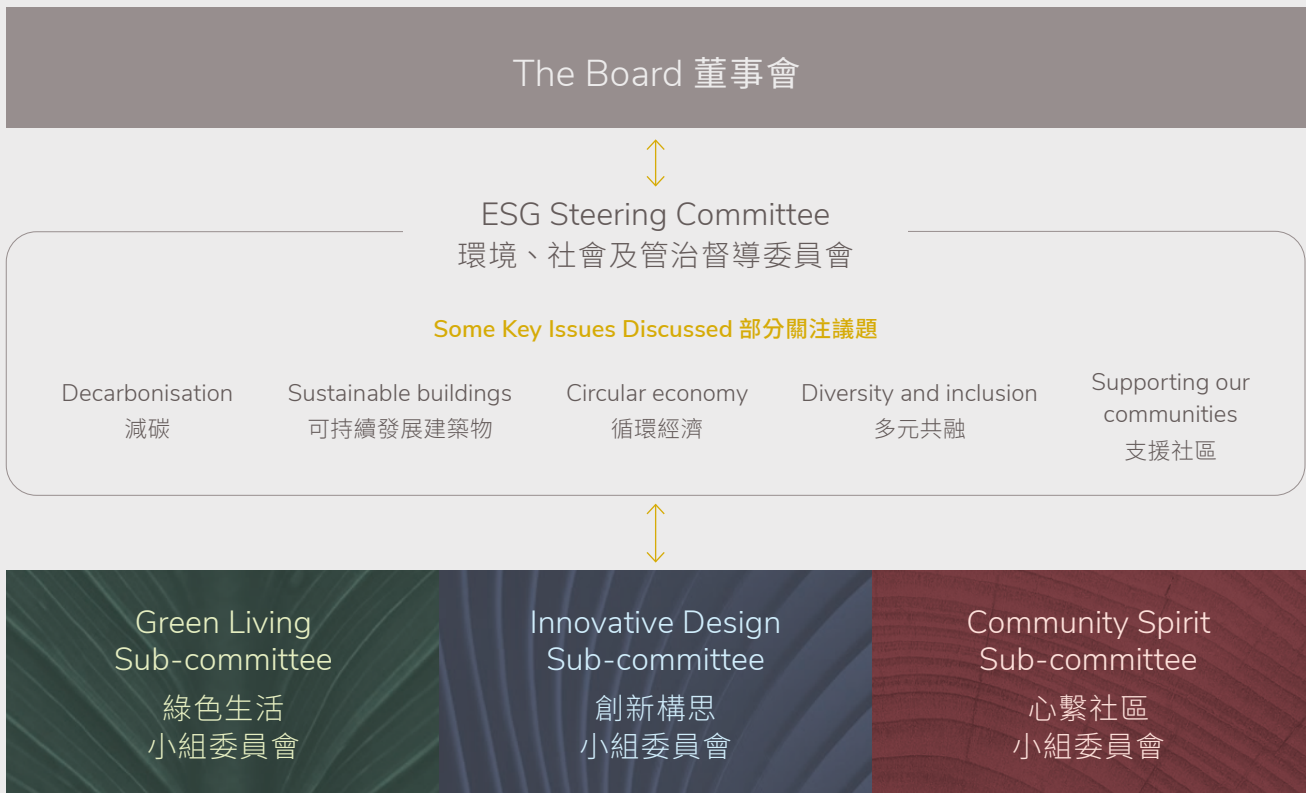 The Board 董事會
ESG Steering Committee
環境、社會及管治督導委員會
Some Key Issues Discussed 部分關注議題
Decarbonisation
減碳
Sustainable buildings
可持續發展建築物
Circular economy
循環經濟
Diversity and inclusion
多元共融
Supporting our
communities
支援社區
Green Living
Sub-committee
綠色生活
小組委員會
Innovative Design
Sub-committee
創新構思
小組委員會
Community Spirit
Sub-committee
心繫社區
小組委員會